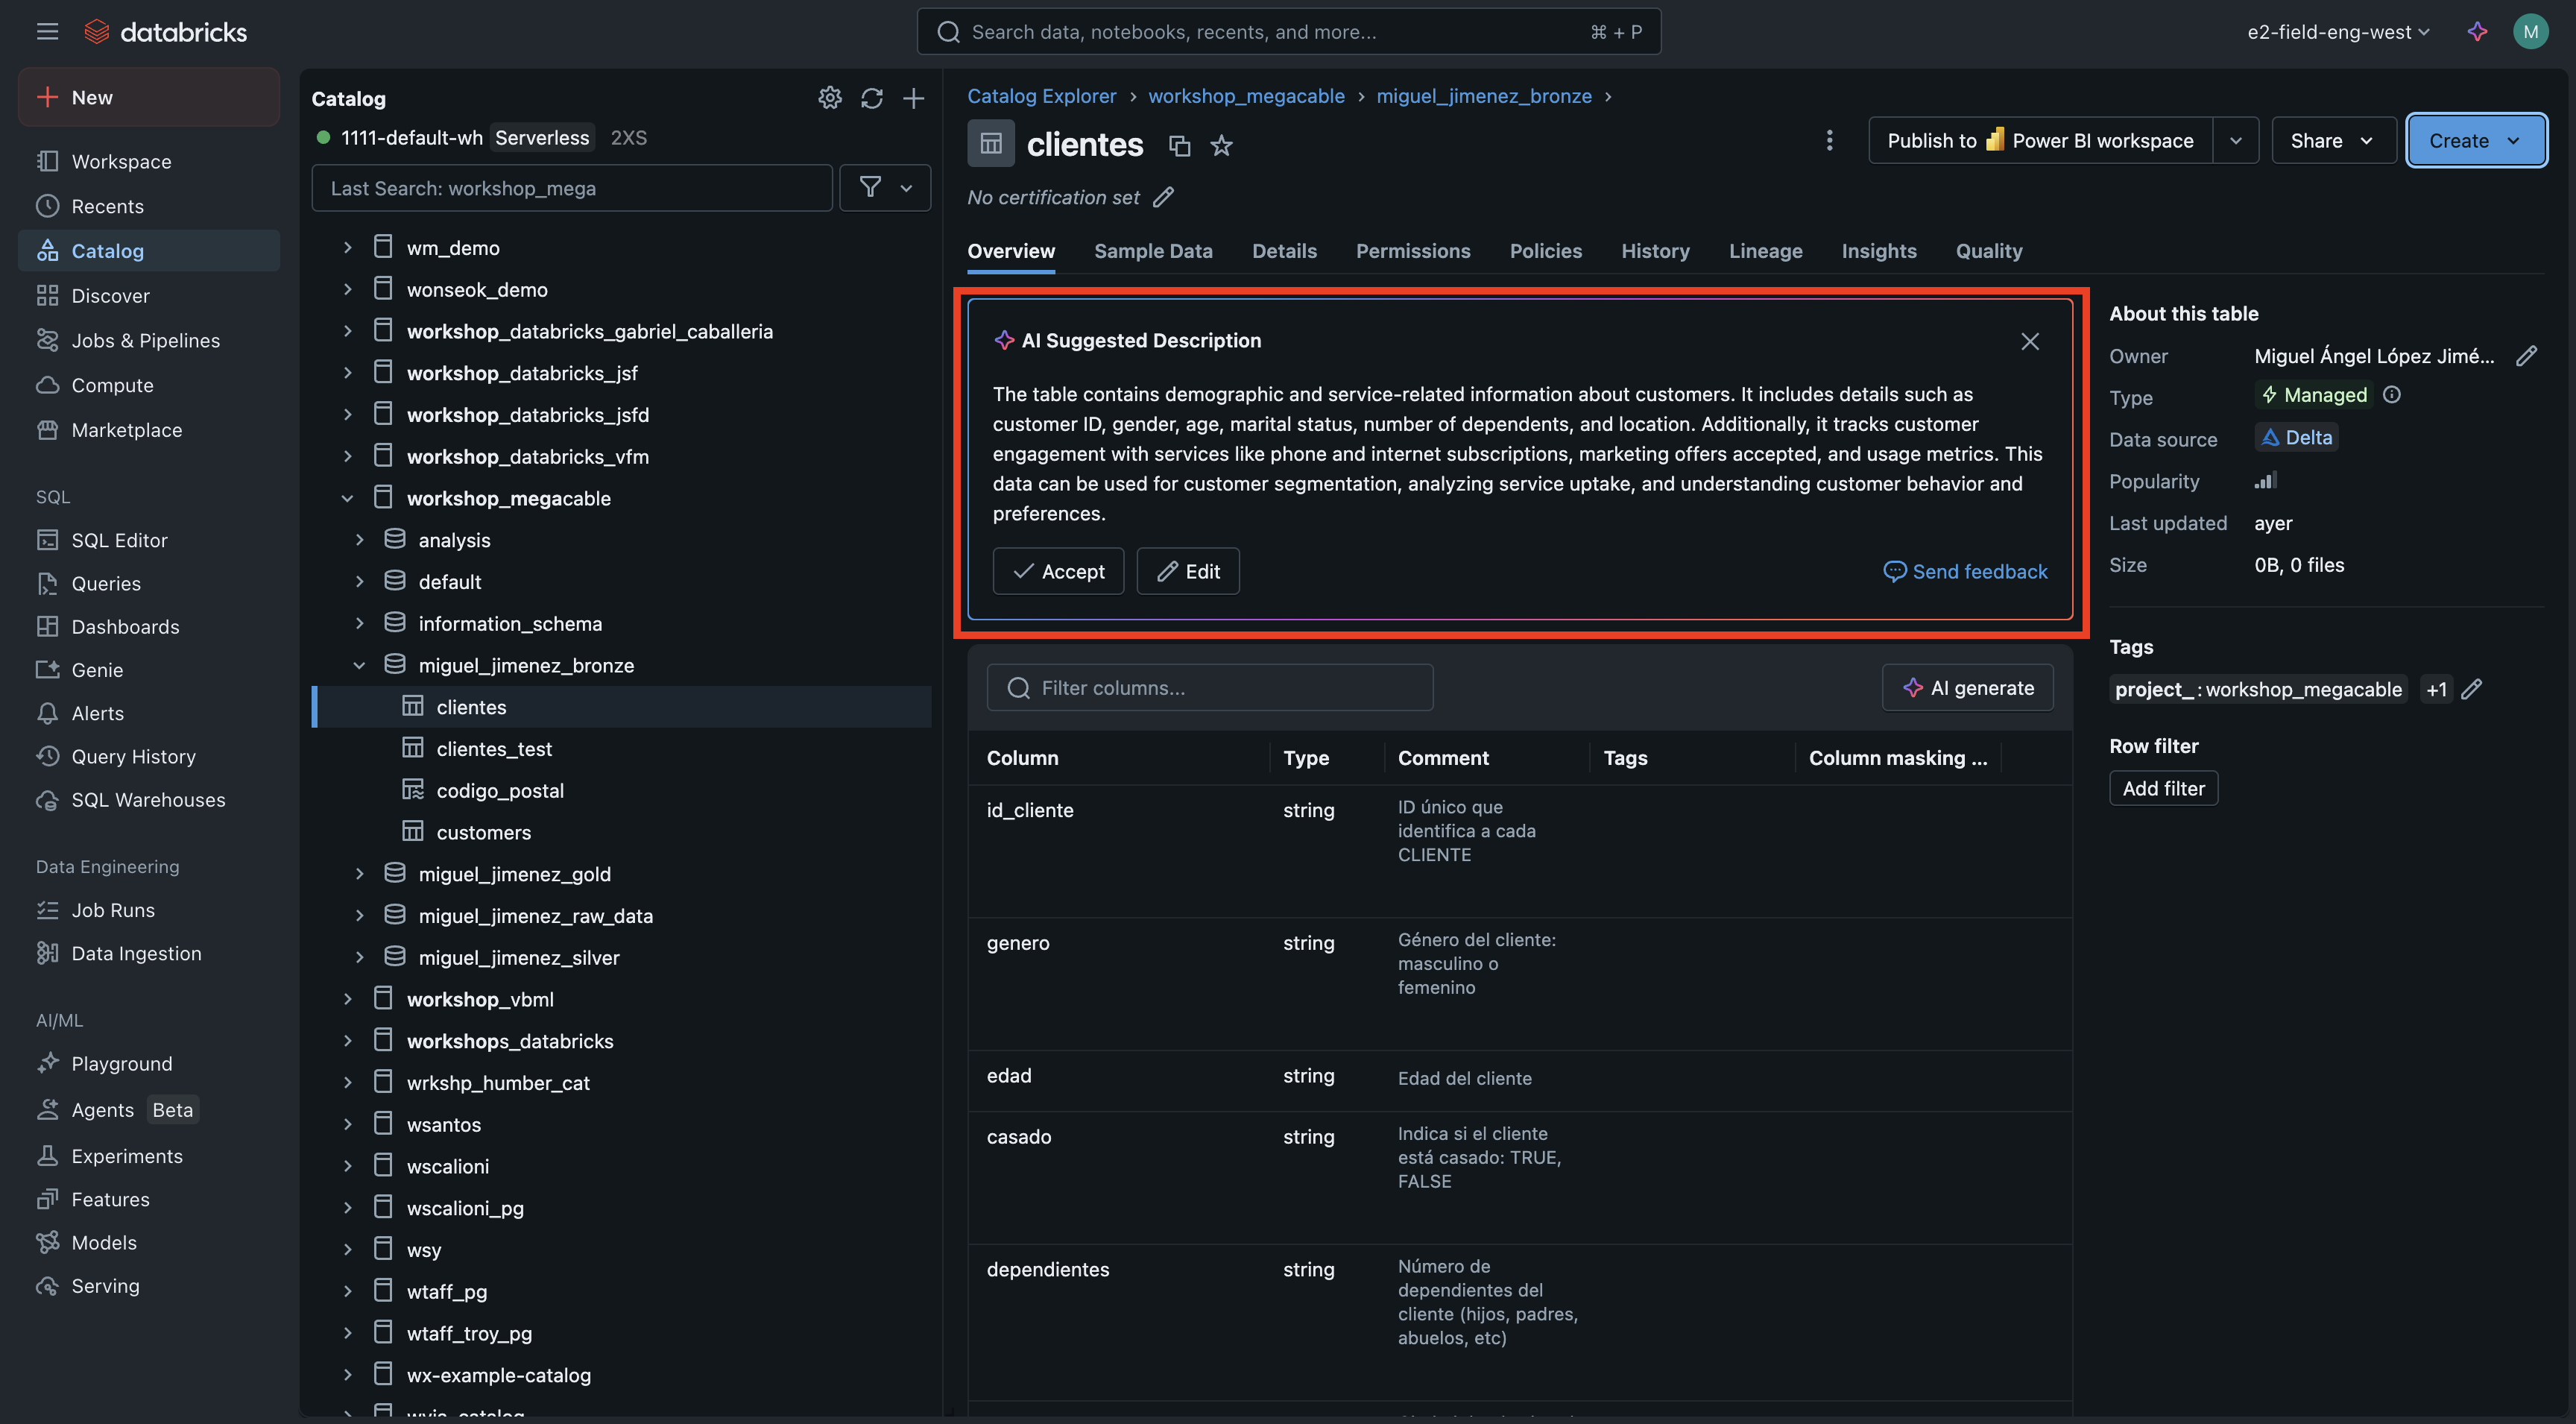 databricks
Search data, notebooks, recents, and more...
⌘ + P
e2-field-eng-west
M
New
Workspace
Recents
Catalog
Discover
Jobs & Pipelines
Compute
Marketplace
SQL
SQL Editor
Queries
Dashboards
Genie
Alerts
Query History
SQL Warehouses
Data Engineering
Job Runs
Data Ingestion
AI/ML
Playground
Agents Beta
Experiments
Features
Models
Serving
Catalog
1111-default-wh Serverless 2XS
Last Search: workshop_mega
wm_demo
wonseok_demo
workshop_databricks_gabriel_caballeria
workshop_databricks_jsf
workshop_databricks_jsfd
workshop_databricks_vfm
workshop_megacable
analysis
default
information_schema
miguel_jimenez_bronze
clientes
clientes_test
codigo_postal
customers
miguel_jimenez_gold
miguel_jimenez_raw_data
miguel_jimenez_silver
workshop_vbml
workshops_databricks
wrkshp_humber_cat
wsantos
wscalioni
wscalioni_pg
wsy
wtaff_pg
wtaff_troy_pg
wx-example-catalog
Catalog Explorer › workshop_megacable › miguel_jimenez_bronze ›
clientes
Publish to Power BI workspace
Share
Create
No certification set
Overview Sample Data Details Permissions Policies History Lineage Insights Quality
AI Suggested Description
The table contains demographic and service-related information about customers. It includes details such as
customer ID, gender, age, marital status, number of dependents, and location. Additionally, it tracks customer
engagement with services like phone and internet subscriptions, marketing offers accepted, and usage metrics. This
data can be used for customer segmentation, analyzing service uptake, and understanding customer behavior and
preferences.
Accept
Edit
Send feedback
Filter columns...
AI generate
Column Type Comment Tags Column masking ...
id_cliente string ID único que
identifica a cada
CLIENTE
genero string Género del cliente:
masculino o
femenino
edad string Edad del cliente
casado string Indica si el cliente
está casado: TRUE,
FALSE
dependientes string Número de
dependientes del
cliente (hijos, padres,
abuelos, etc)
About this table
Owner Miguel Ángel López Jimé...
Type Managed
Data source Delta
Popularity
Last updated ayer
Size 0B, 0 files
Tags
project_ : workshop_megacable +1
Row filter
Add filter